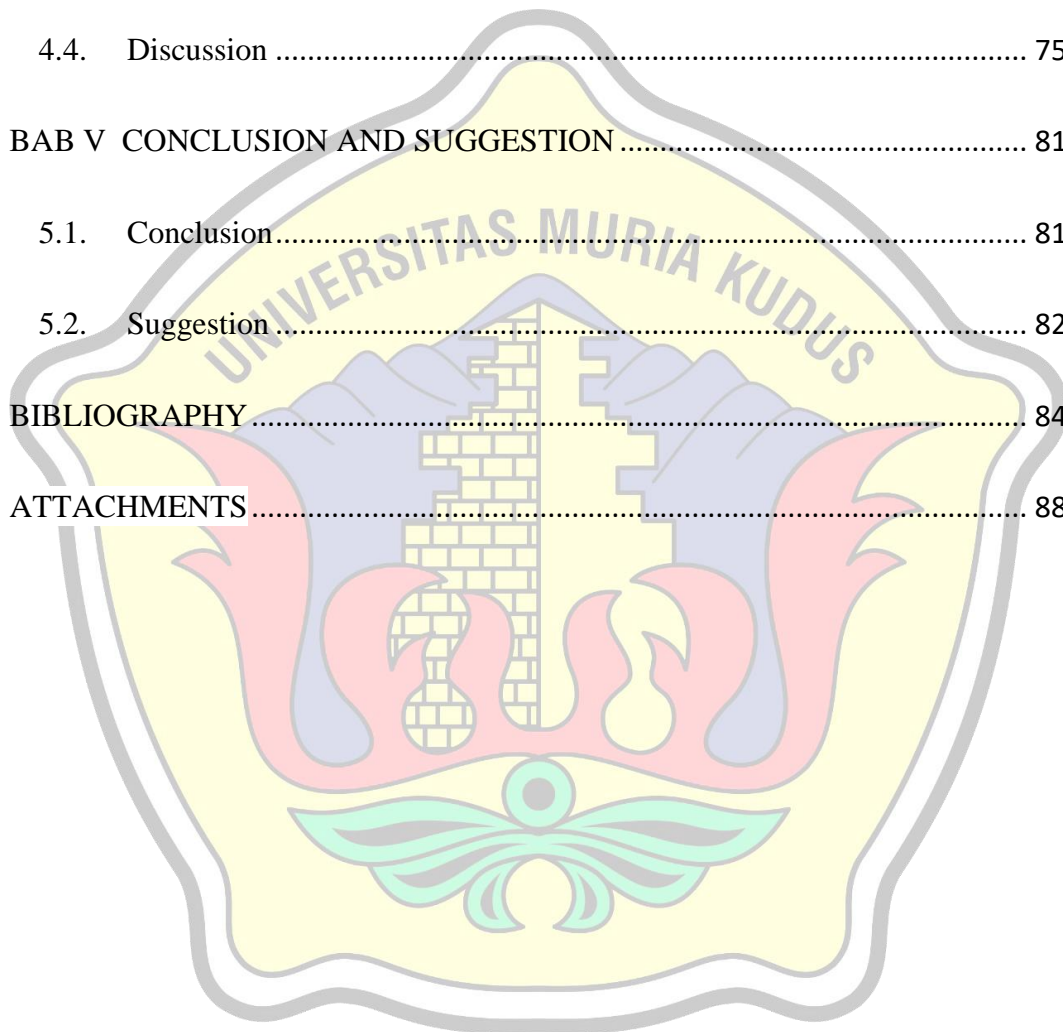 4.4. Discussion ........................................................................................ 75
BAB V CONCLUSION AND SUGGESTION ................................................ 81
5.1. Conclusion ........................................................................................ 81
5.2. Suggestion ........................................................................................ 82
BIBLIOGRAPHY ........................................................................................ 84
ATTACHMENTS ........................................................................................ 88
UNIVERSITAS MURIA KUDUS